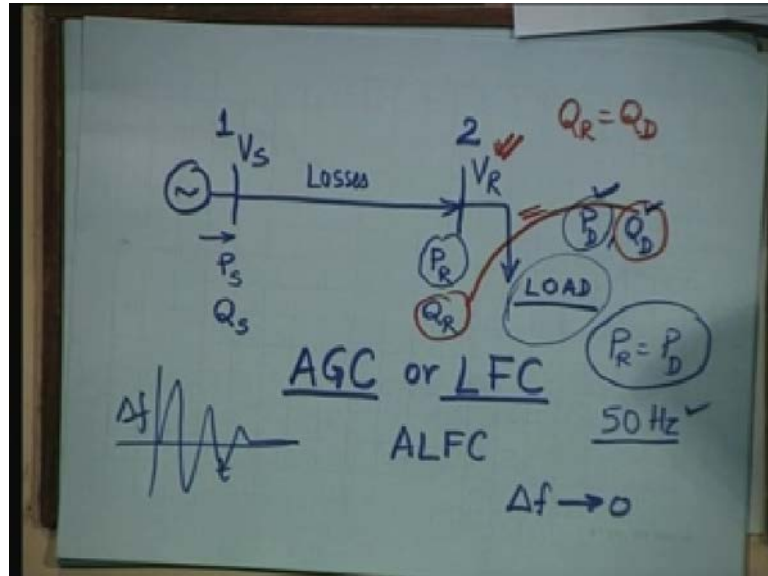 Q_R = Q_D
1
V_S
Losses
2
V_R
P_D, Q_D
P_S
Q_S
P_R
Q_R
LOAD
P_R = P_D
AGC or LFC
50 Hz
Δf
t
ALFC
Δf → 0